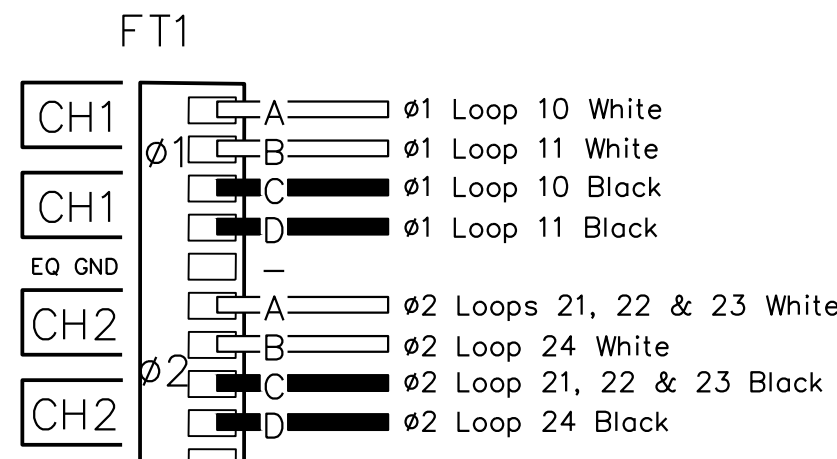 FT1
CH1
ø1
A ø1 Loop 10 White
B ø1 Loop 11 White
CH1
C ø1 Loop 10 Black
D ø1 Loop 11 Black
EQ GND –
CH2
A ø2 Loops 21, 22 & 23 White
B ø2 Loop 24 White
ø2
CH2
C ø2 Loop 21, 22 & 23 Black
D ø2 Loop 24 Black